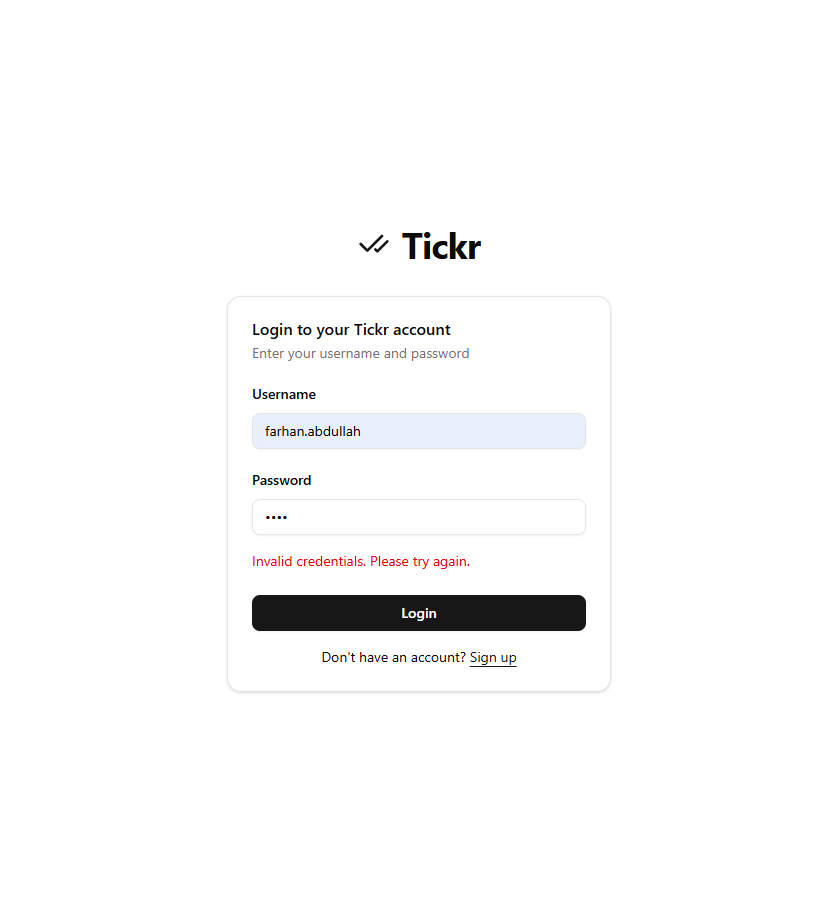 Tickr
Login to your Tickr account
Enter your username and password
Username
farhan.abdullah
Password
••••
Invalid credentials. Please try again.
Login
Don't have an account? Sign up